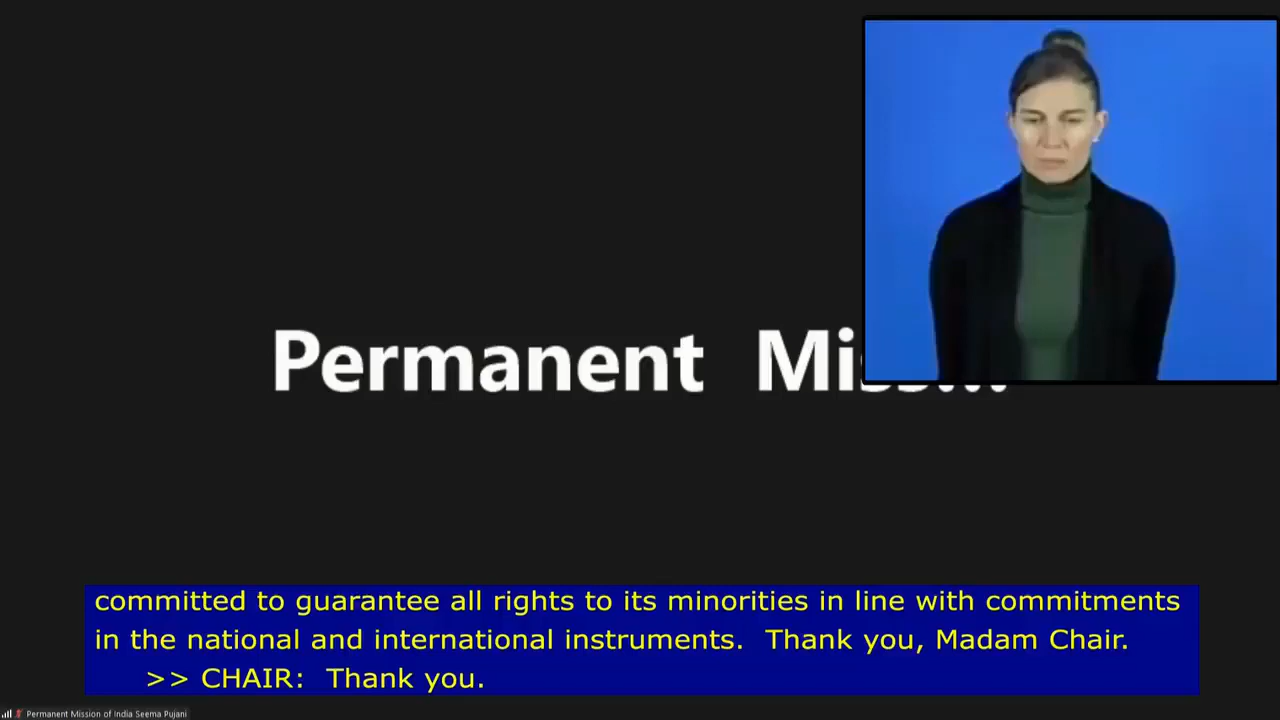 Permanent Miss...
committed to guarantee all rights to its minorities in line with commitments
in the national and international instruments. Thank you, Madam Chair.
>> CHAIR: Thank you.
Permanent Mission of India Seema Pujani